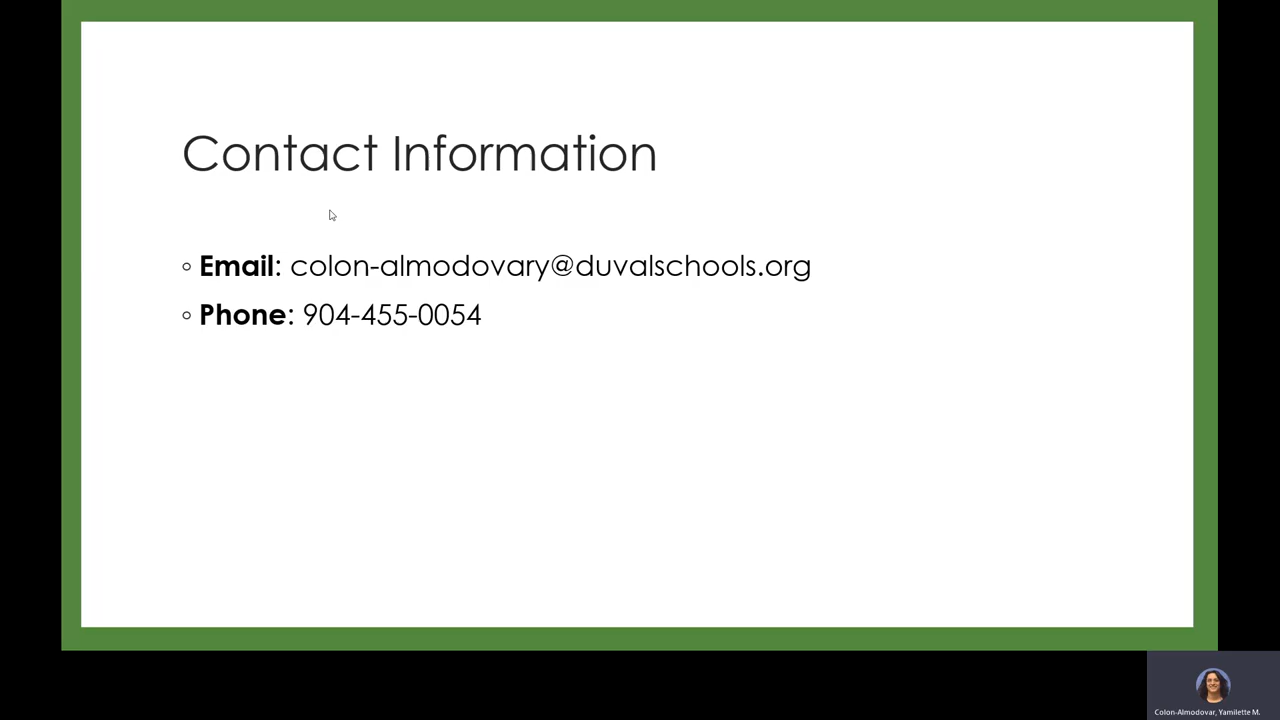 Contact Information
◦ Email: colon-almodovary@duvalschools.org
◦ Phone: 904-455-0054
Colon-Almodovar, Yamilette M.